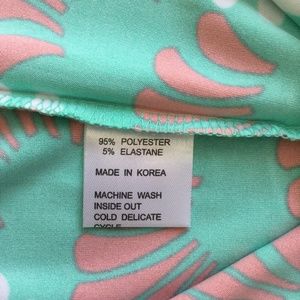 95% POLYESTER
5% ELASTANE
MADE IN KOREA
MACHINE WASH
INSIDE OUT
COLD DELICATE
CYCLE